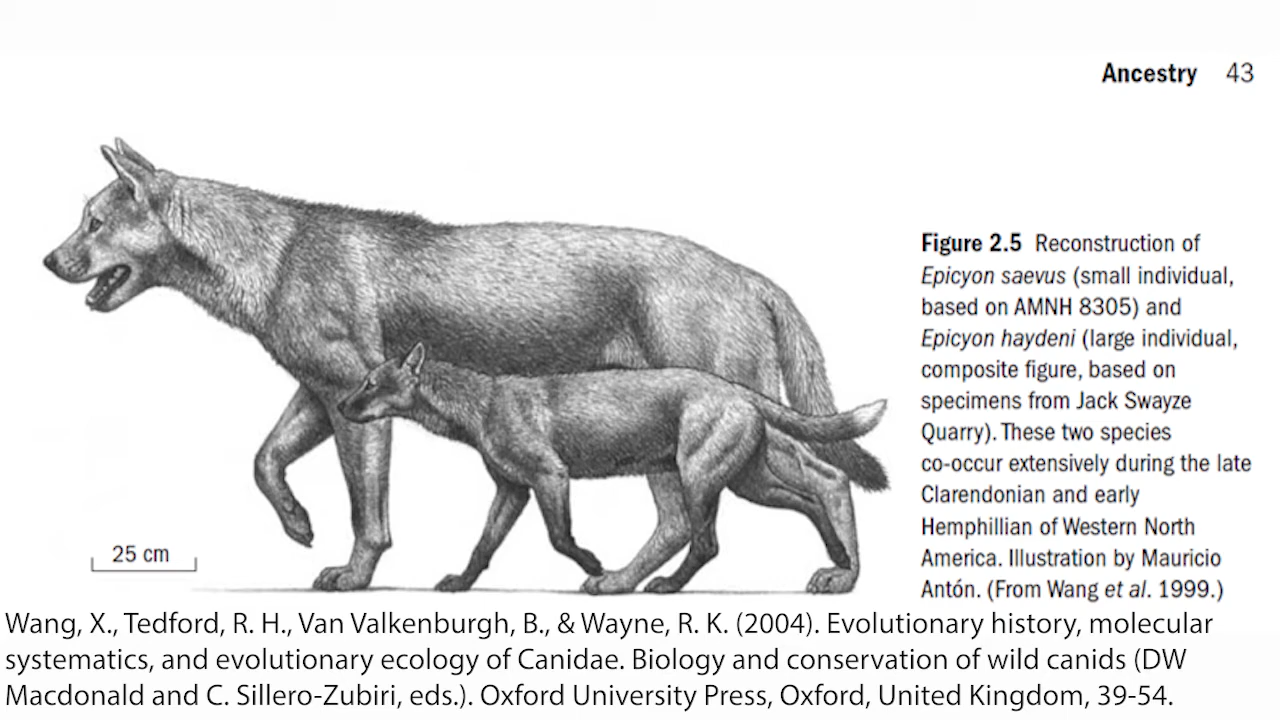 Ancestry 43
Figure 2.5 Reconstruction of
Epicyon saevus (small individual,
based on AMNH 8305) and
Epicyon haydeni (large individual,
composite figure, based on
specimens from Jack Swayze
Quarry). These two species
co-occur extensively during the late
Clarendonian and early
Hemphillian of Western North
America. Illustration by Mauricio
Antón. (From Wang et al. 1999.)
25 cm
Wang, X., Tedford, R. H., Van Valkenburgh, B., & Wayne, R. K. (2004). Evolutionary history, molecular
systematics, and evolutionary ecology of Canidae. Biology and conservation of wild canids (DW
Macdonald and C. Sillero-Zubiri, eds.). Oxford University Press, Oxford, United Kingdom, 39-54.